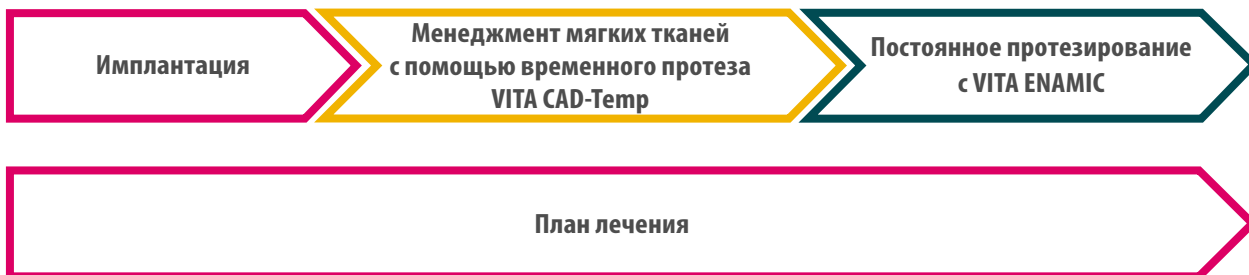 Имплантация
Менеджмент мягких тканей
с помощью временного протеза
VITA CAD-Temp
Постоянное протезирование
с VITA ENAMIC
План лечения